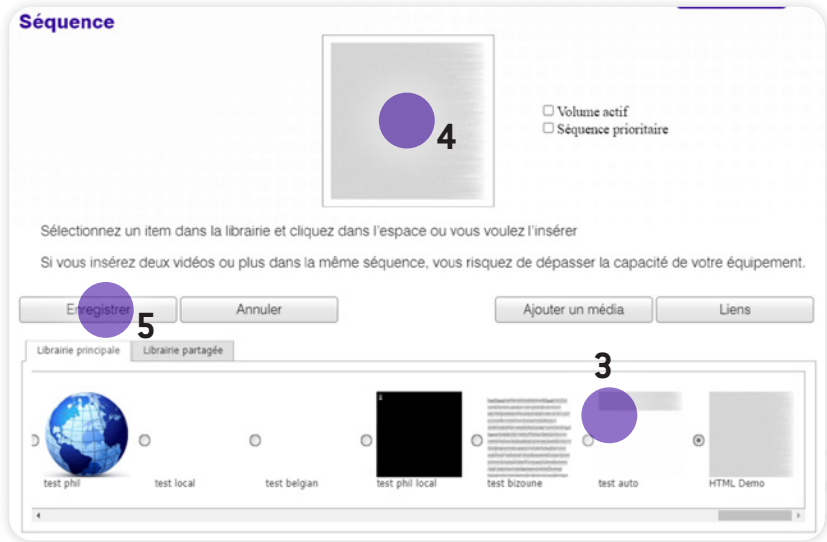 Séquence
4
Volume actif
Séquence prioritaire
Sélectionnez un item dans la librairie et cliquez dans l'espace ou vous voulez l'insérer
Si vous insérez deux vidéos ou plus dans la même séquence, vous risquez de dépasser la capacité de votre équipement.
Enregistrer
5
Annuler
Ajouter un média
Liens
Librairie principale
Librairie partagée
3
test phil
test local
test belgian
test phil local
test bizoune
test auto
HTML Demo